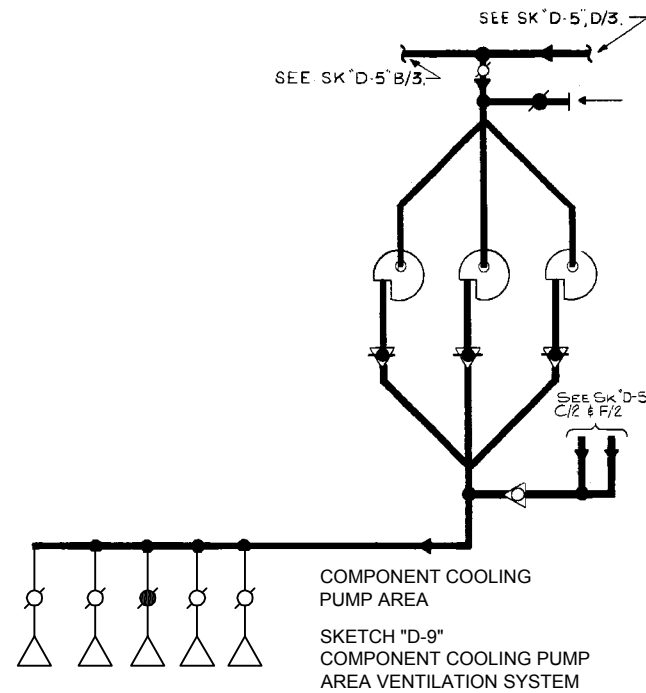 SEE SK "D-5", D/3.
SEE SK "D-5" B/3.
SEE SK "D-5
C/2 & F/2
COMPONENT COOLING
PUMP AREA
SKETCH "D-9"
COMPONENT COOLING PUMP
AREA VENTILATION SYSTEM